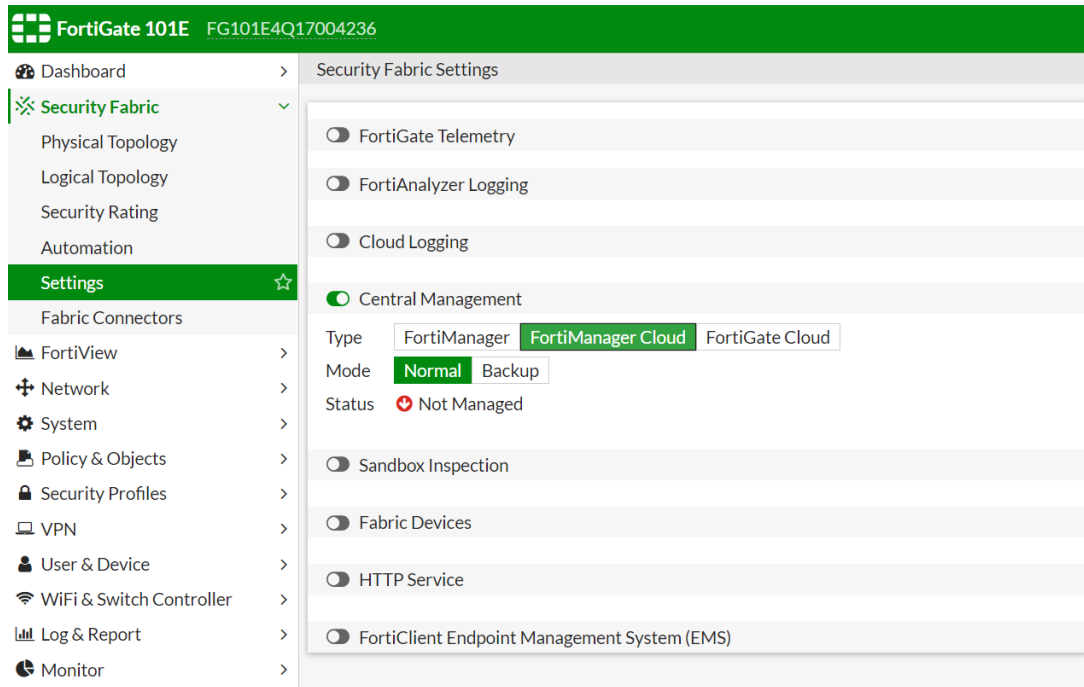 FortiGate 101E FG101E4Q17004236
Dashboard
Security Fabric
Physical Topology
Logical Topology
Security Rating
Automation
Settings
Fabric Connectors
FortiView
Network
System
Policy & Objects
Security Profiles
VPN
User & Device
WiFi & Switch Controller
Log & Report
Monitor
Security Fabric Settings
FortiGate Telemetry
FortiAnalyzer Logging
Cloud Logging
Central Management
Type FortiManager FortiManager Cloud FortiGate Cloud
Mode Normal Backup
Status Not Managed
Sandbox Inspection
Fabric Devices
HTTP Service
FortiClient Endpoint Management System (EMS)